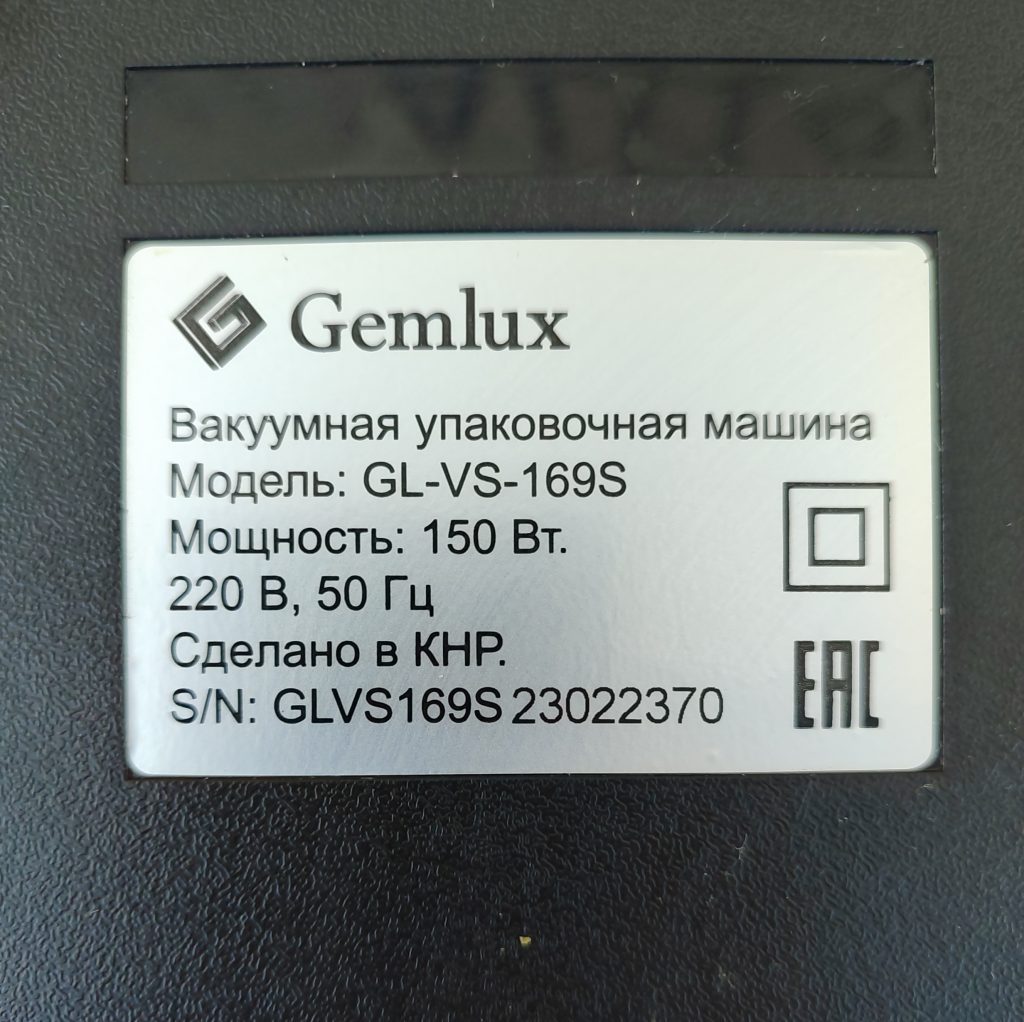 Gemlux
Вакуумная упаковочная машина
Модель: GL-VS-169S
Мощность: 150 Вт.
220 В, 50 Гц
Сделано в КНР.
S/N: GLVS169S 23022370
EAC